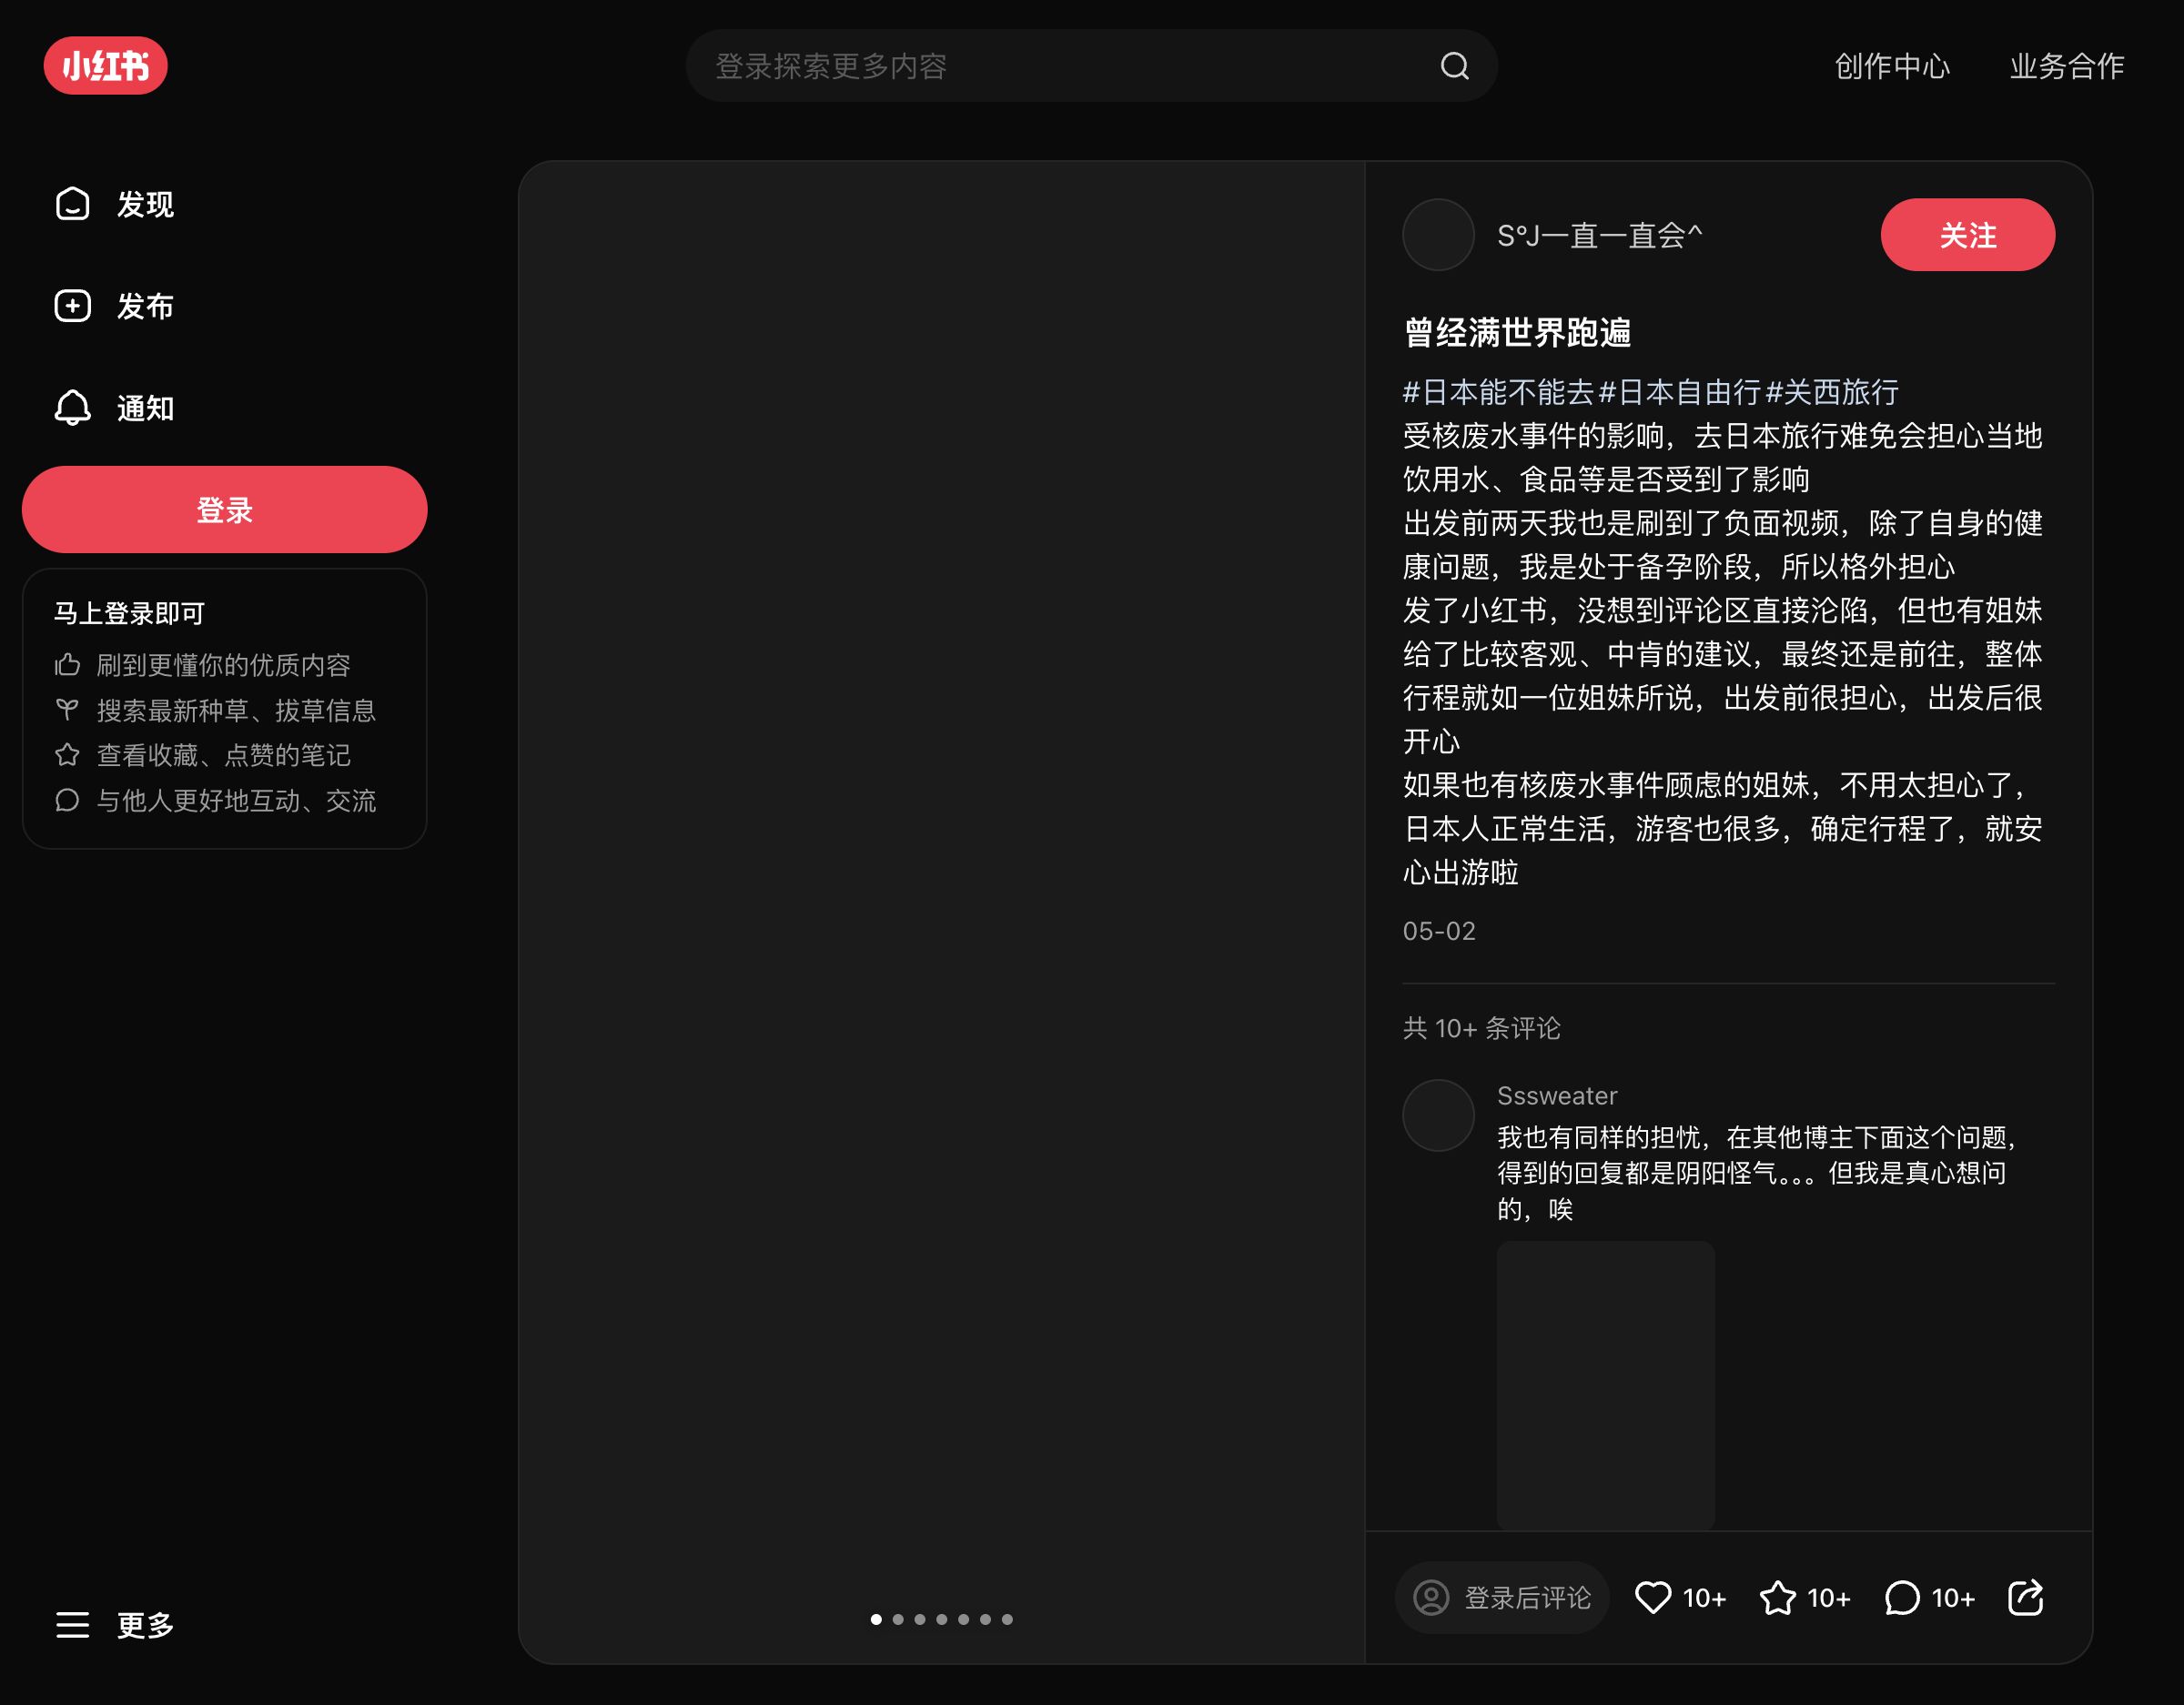 小红书
登录探索更多内容
创作中心
业务合作
发现
发布
通知
登录
马上登录即可
刷到更懂你的优质内容
搜索最新种草、拔草信息
查看收藏、点赞的笔记
与他人更好地互动、交流
更多
S°J一直一直会^
关注
曾经满世界跑遍
#日本能不能去 #日本自由行 #关西旅行
受核废水事件的影响，去日本旅行难免会担心当地
饮用水、食品等是否受到了影响
出发前两天我也是刷到了负面视频，除了自身的健
康问题，我是处于备孕阶段，所以格外担心
发了小红书，没想到评论区直接沦陷，但也有姐妹
给了比较客观、中肯的建议，最终还是前往，整体
行程就如一位姐妹所说，出发前很担心，出发后很
开心
如果也有核废水事件顾虑的姐妹，不用太担心了，
日本人正常生活，游客也很多，确定行程了，就安
心出游啦
05-02
共 10+ 条评论
Sssweater
我也有同样的担忧，在其他博主下面这个问题，
得到的回复都是阴阳怪气。。。但我是真心想问
的，唉
登录后评论
10+
10+
10+